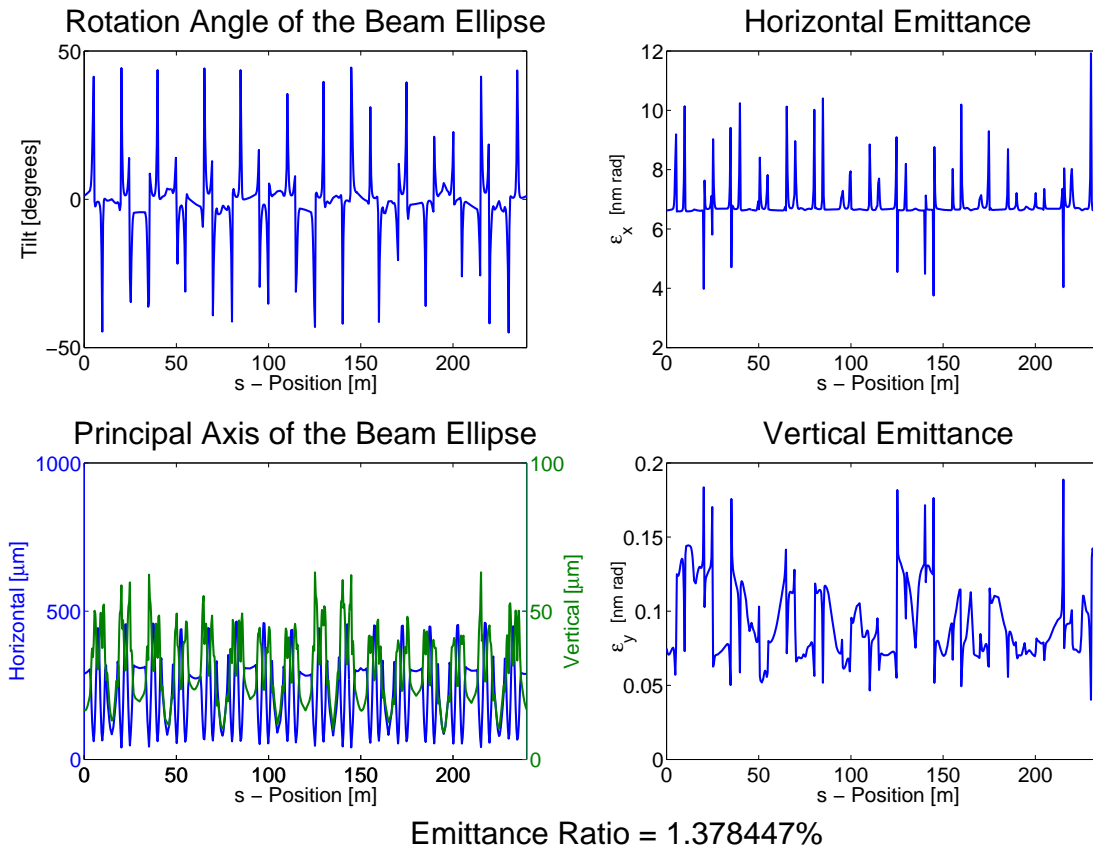 Rotation Angle of the Beam Ellipse
50
0
−50
Tilt [degrees]
0 50 100 150 200
s − Position [m]
Horizontal Emittance
12
10
8
6
4
2
ε_x [nm rad]
0 50 100 150 200
s − Position [m]
Principal Axis of the Beam Ellipse
1000
500
0
Horizontal [μm]
100
50
0
Vertical [μm]
0 50 100 150 200
s − Position [m]
Vertical Emittance
0.2
0.15
0.1
0.05
0
ε_y [nm rad]
0 50 100 150 200
s − Position [m]
Emittance Ratio = 1.378447%